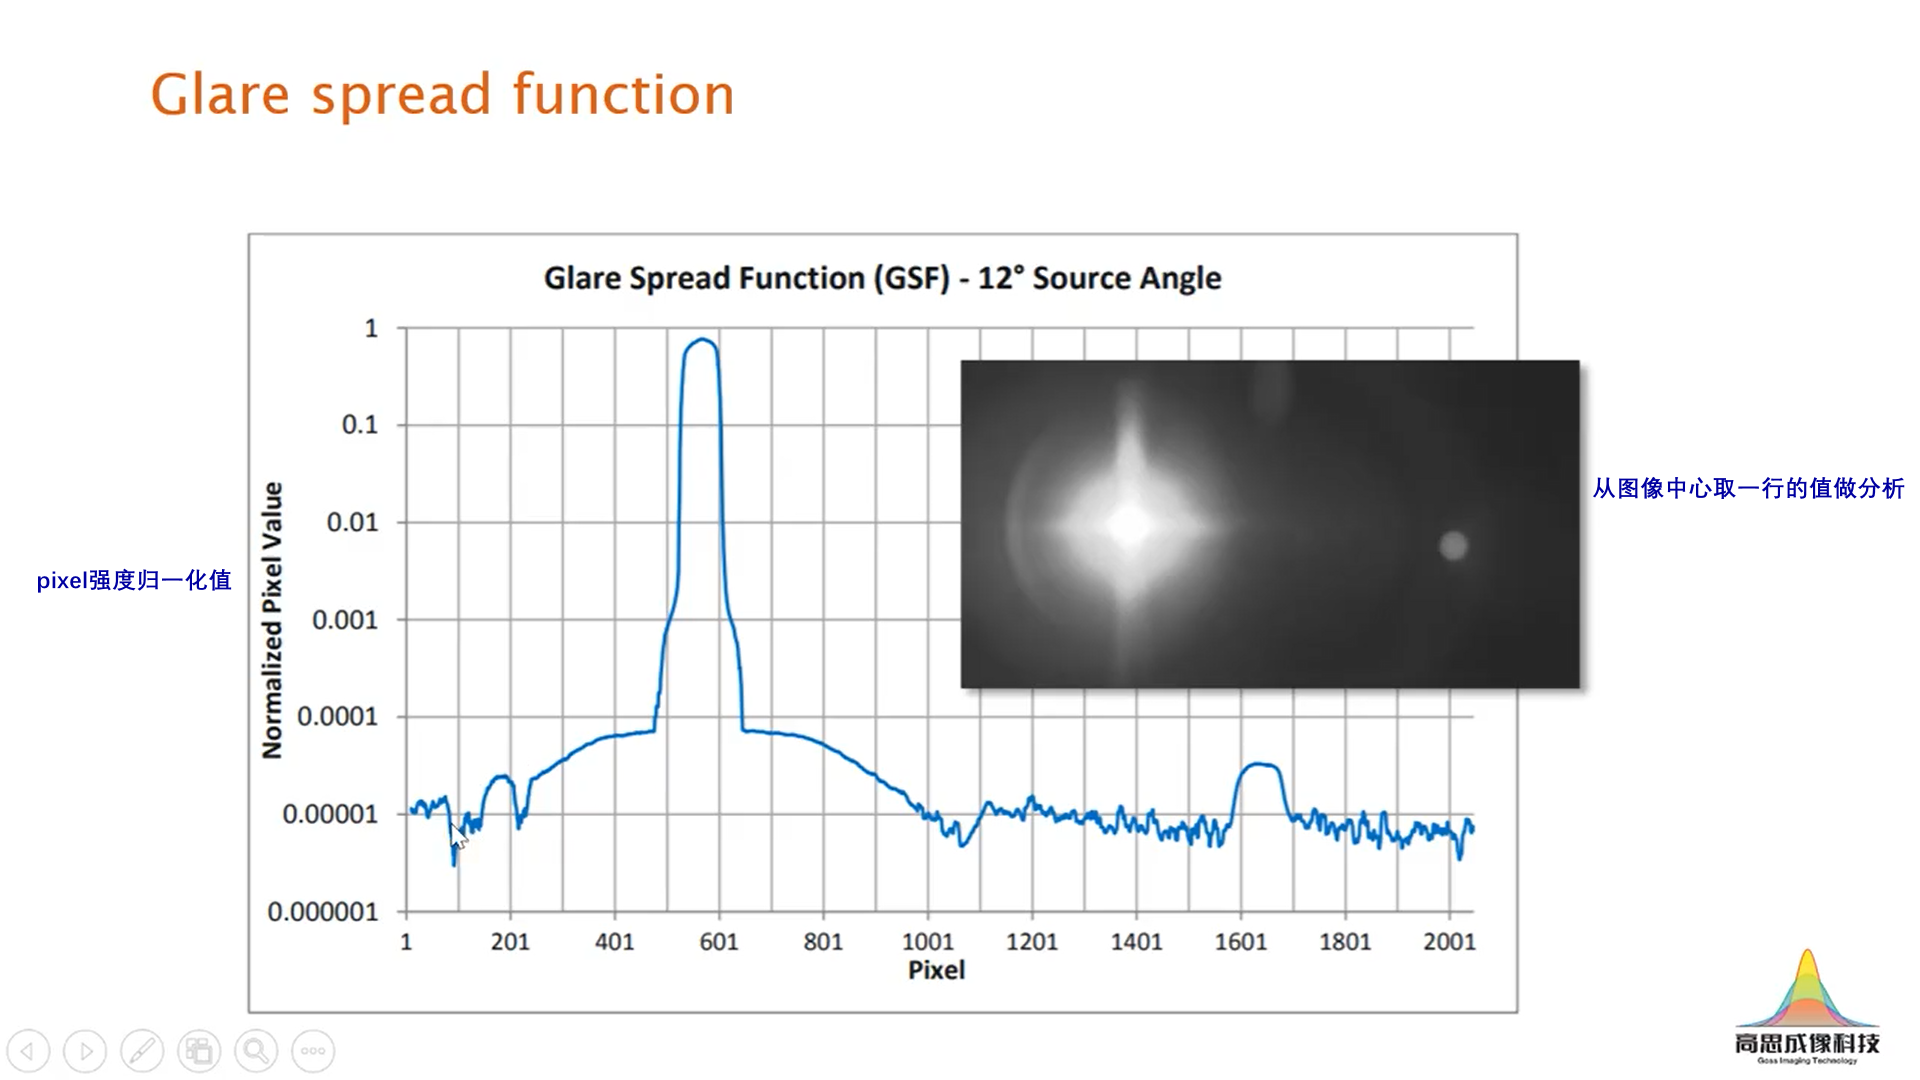 Glare spread function
Glare Spread Function (GSF) - 12° Source Angle
Normalized Pixel Value
1
0.1
0.01
0.001
0.0001
0.00001
0.000001
1 201 401 601 801 1001 1201 1401 1601 1801 2001
Pixel
pixel强度归一化值
从图像中心取一行的值做分析
高思成像科技
Goss Imaging Technology